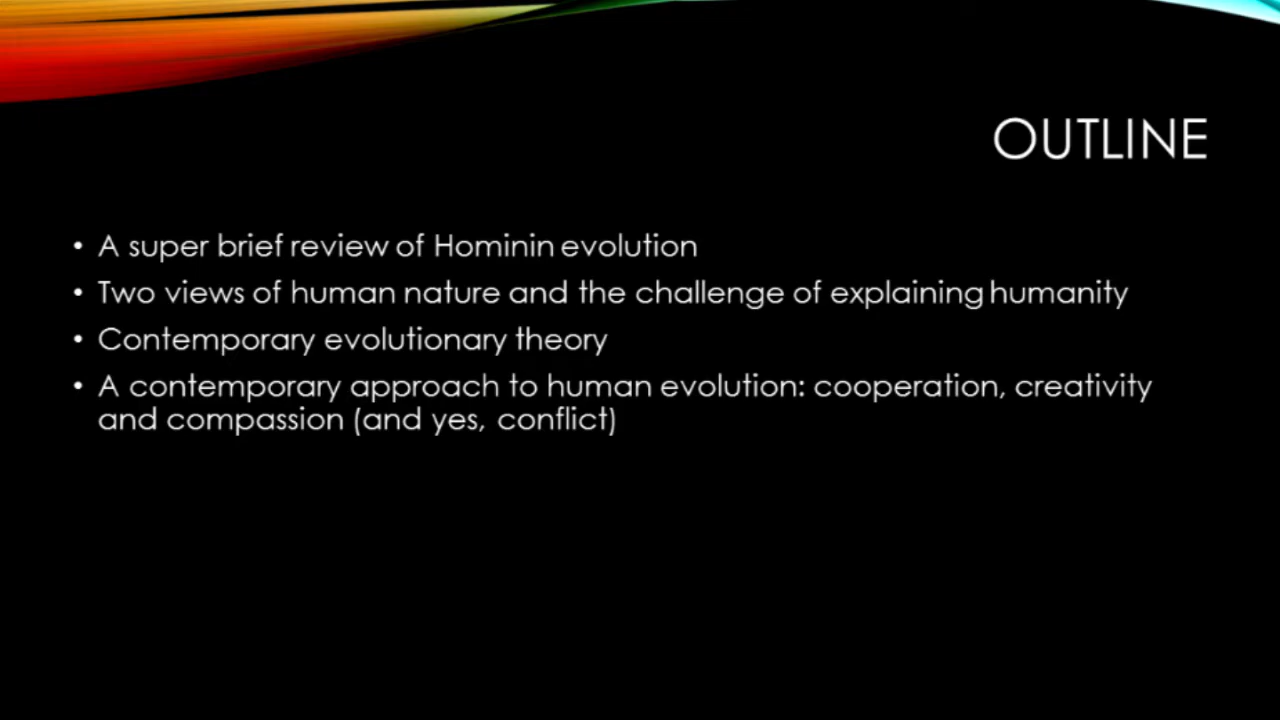 OUTLINE
• A super brief review of Hominin evolution
• Two views of human nature and the challenge of explaining humanity
• Contemporary evolutionary theory
• A contemporary approach to human evolution: cooperation, creativity
and compassion (and yes, conflict)